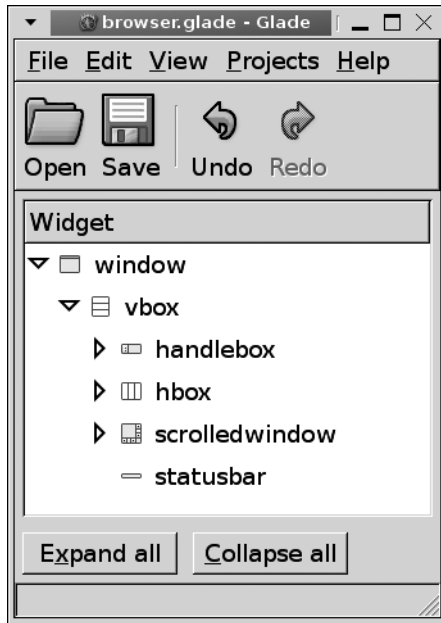 browser.glade - Glade
File Edit View Projects Help
Open Save Undo Redo
Widget
window
vbox
handlebox
hbox
scrolledwindow
statusbar
Expand all Collapse all